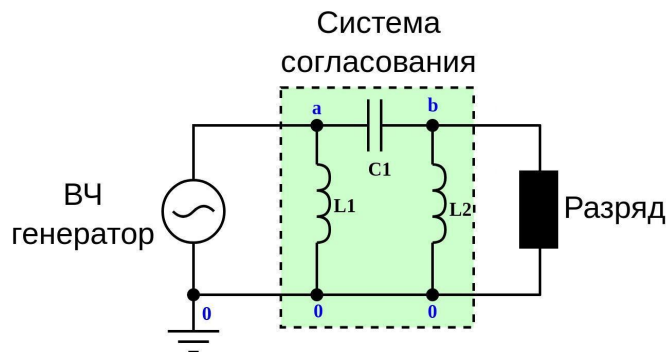 Система
согласования
a
b
C1
ВЧ
генератор
L1
L2
Разряд
0
0
0